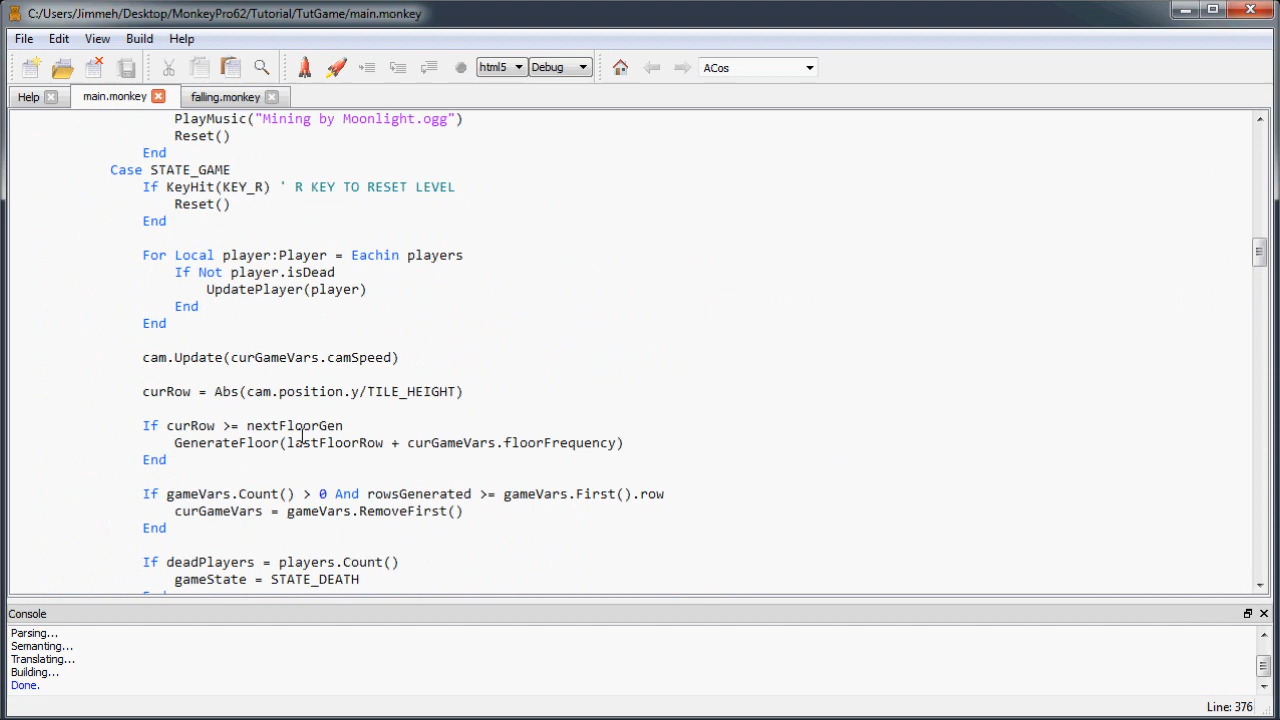 C:/Users/Jimmeh/Desktop/MonkeyPro62/Tutorial/TutGame/main.monkey
File Edit View Build Help
html5 Debug ACos
Help main.monkey falling.monkey
PlayMusic("Mining by Moonlight.ogg")
Reset()
End
Case STATE_GAME
If KeyHit(KEY_R) ' R KEY TO RESET LEVEL
Reset()
End
For Local player:Player = Eachin players
If Not player.isDead
UpdatePlayer(player)
End
End
cam.Update(curGameVars.camSpeed)
curRow = Abs(cam.position.y/TILE_HEIGHT)
If curRow >= nextFloorGen
GenerateFloor(lastFloorRow + curGameVars.floorFrequency)
End
If gameVars.Count() > 0 And rowsGenerated >= gameVars.First().row
curGameVars = gameVars.RemoveFirst()
End
If deadPlayers = players.Count()
gameState = STATE_DEATH
Console
Parsing...
Semanting...
Translating...
Building...
Done.
Line: 376